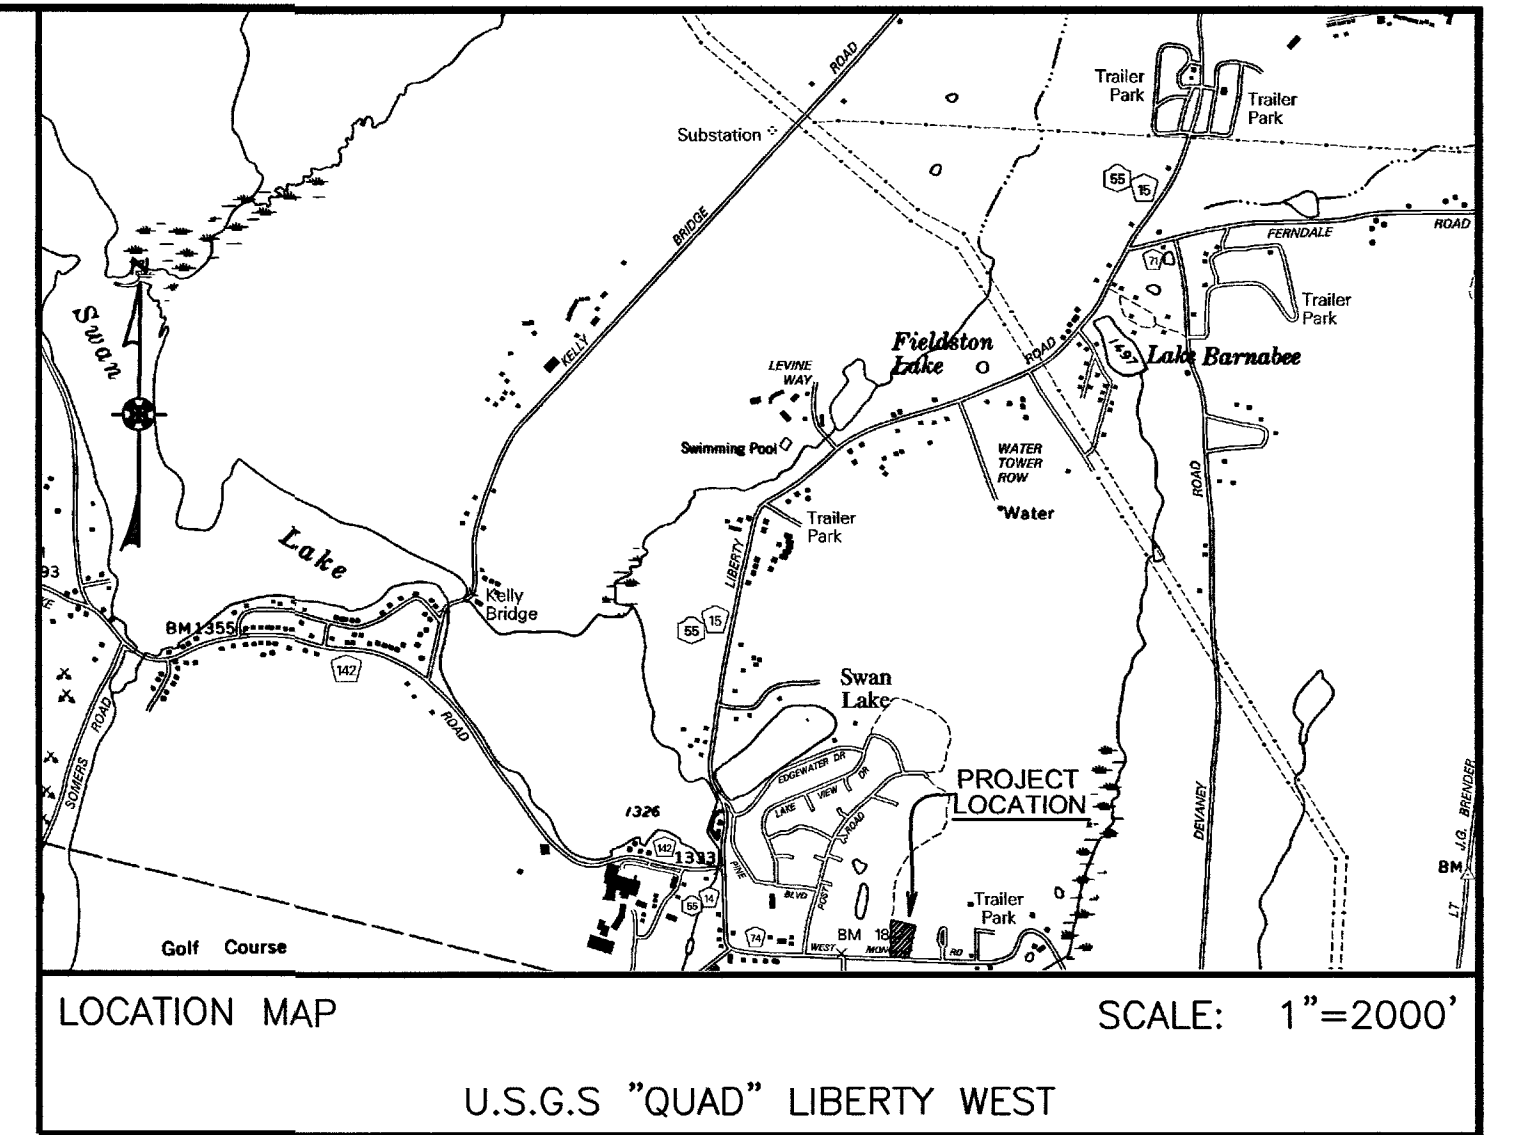 ROAD
Trailer
Park
Trailer
Park
Substation
55
15
BRIDGE
FERNDALE
ROAD
71
N
Swan
Trailer
Park
KELLY
Fieldston
Lake
ROAD
1497
Lake Barnabee
LEVINE
WAY
Swimming Pool
WATER
TOWER
ROW
ROAD
Water
Trailer
Park
Lake
LIBERTY
93
Kelly
Bridge
BM 1355
55
15
142
Swan
Lake
ROAD
ROAD
SOMERS
EDGEWATER DR
LAKE VIEW DR
PROJECT
LOCATION
DEVANEY
J.G. BRENDER
1326
ROAD
142
1333
PINE
BLVD
POST
BM
LT
55
14
Trailer
Park
74
BM 18
WEST
MON
RD
Golf Course
LOCATION MAP
SCALE: 1"=2000'
U.S.G.S "QUAD" LIBERTY WEST